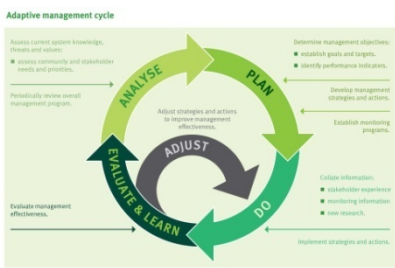 Adaptive management cycle
Assess current system knowledge,
threats and values:
■ assess community and stakeholder
needs and priorities.
Periodically review overall
management program.
Evaluate management
effectiveness.
ANALYSE
PLAN
DO
EVALUATE & LEARN
Adjust strategies and actions
to improve management
effectiveness.
ADJUST
Determine management objectives:
■ establish goals and targets.
■ identify performance indicators.
Develop management
strategies and actions.
Establish monitoring
programs.
Collate information:
■ stakeholder experience
■ monitoring information
■ new research.
Implement strategies and actions.